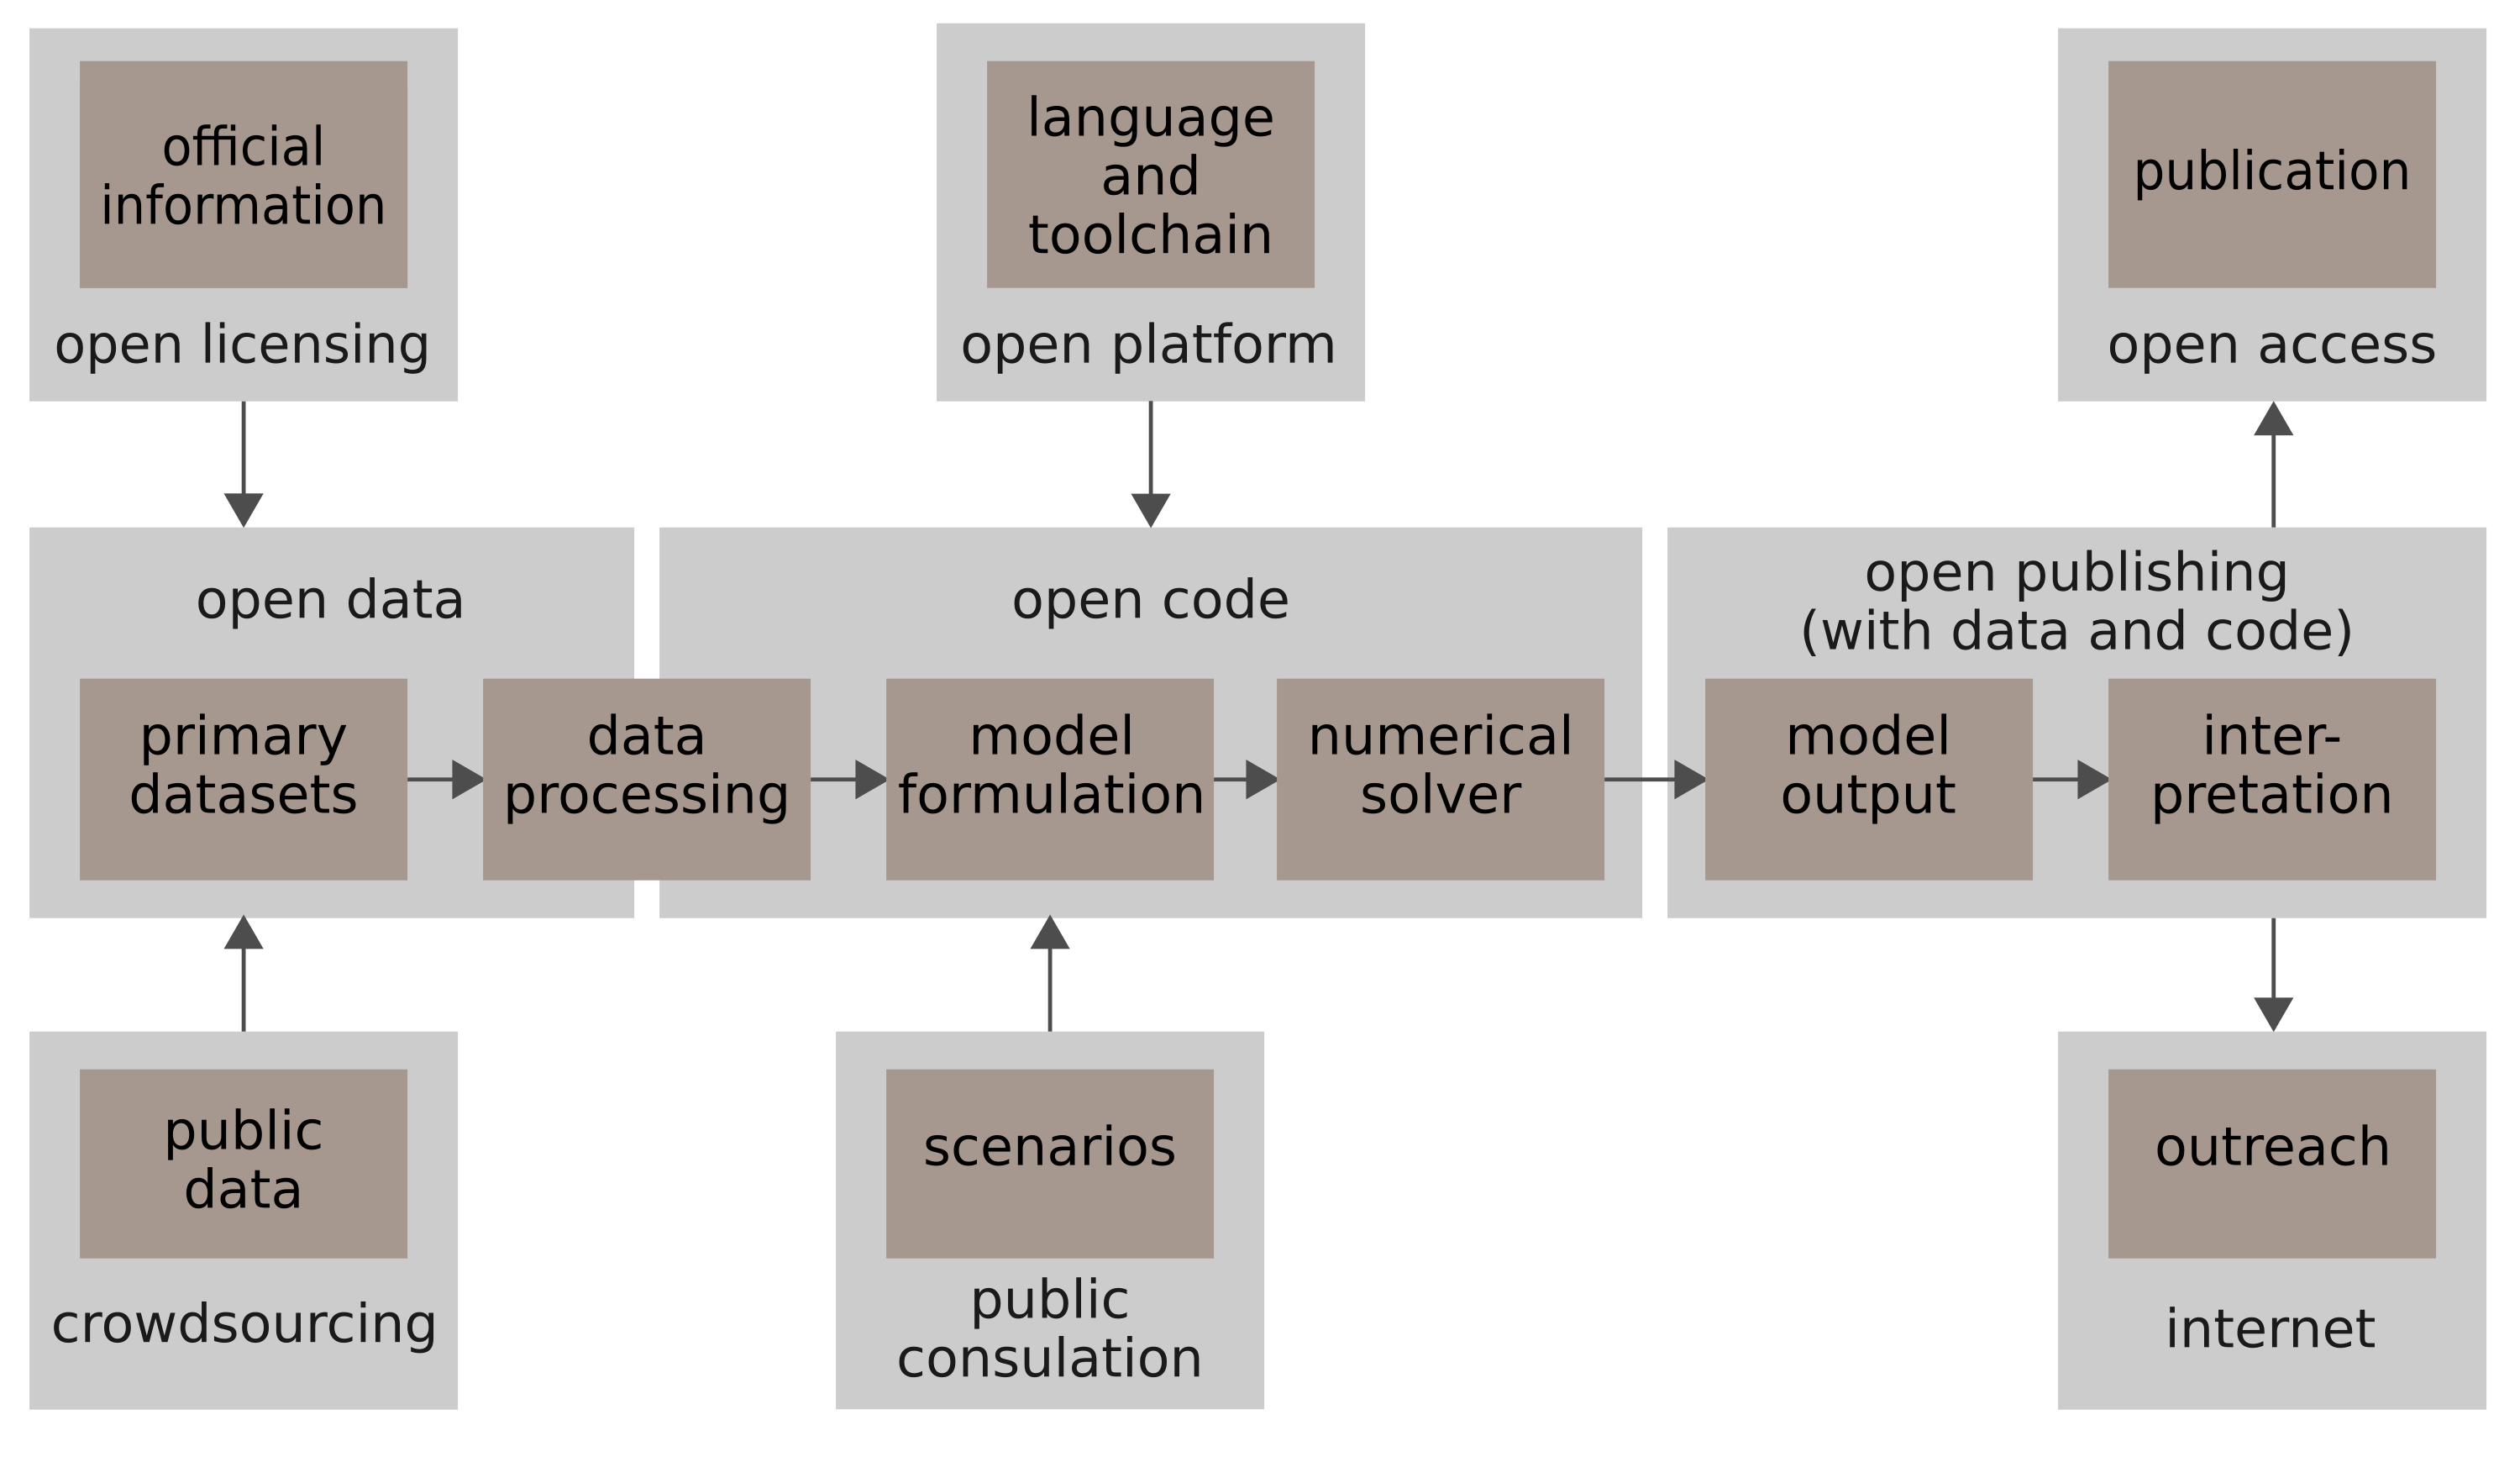 official
information
open licensing
language
and
toolchain
open platform
publication
open access
open data
open code
open publishing
(with data and code)
primary
datasets
data
processing
model
formulation
numerical
solver
model
output
inter-
pretation
public
data
crowdsourcing
scenarios
public
consulation
outreach
internet